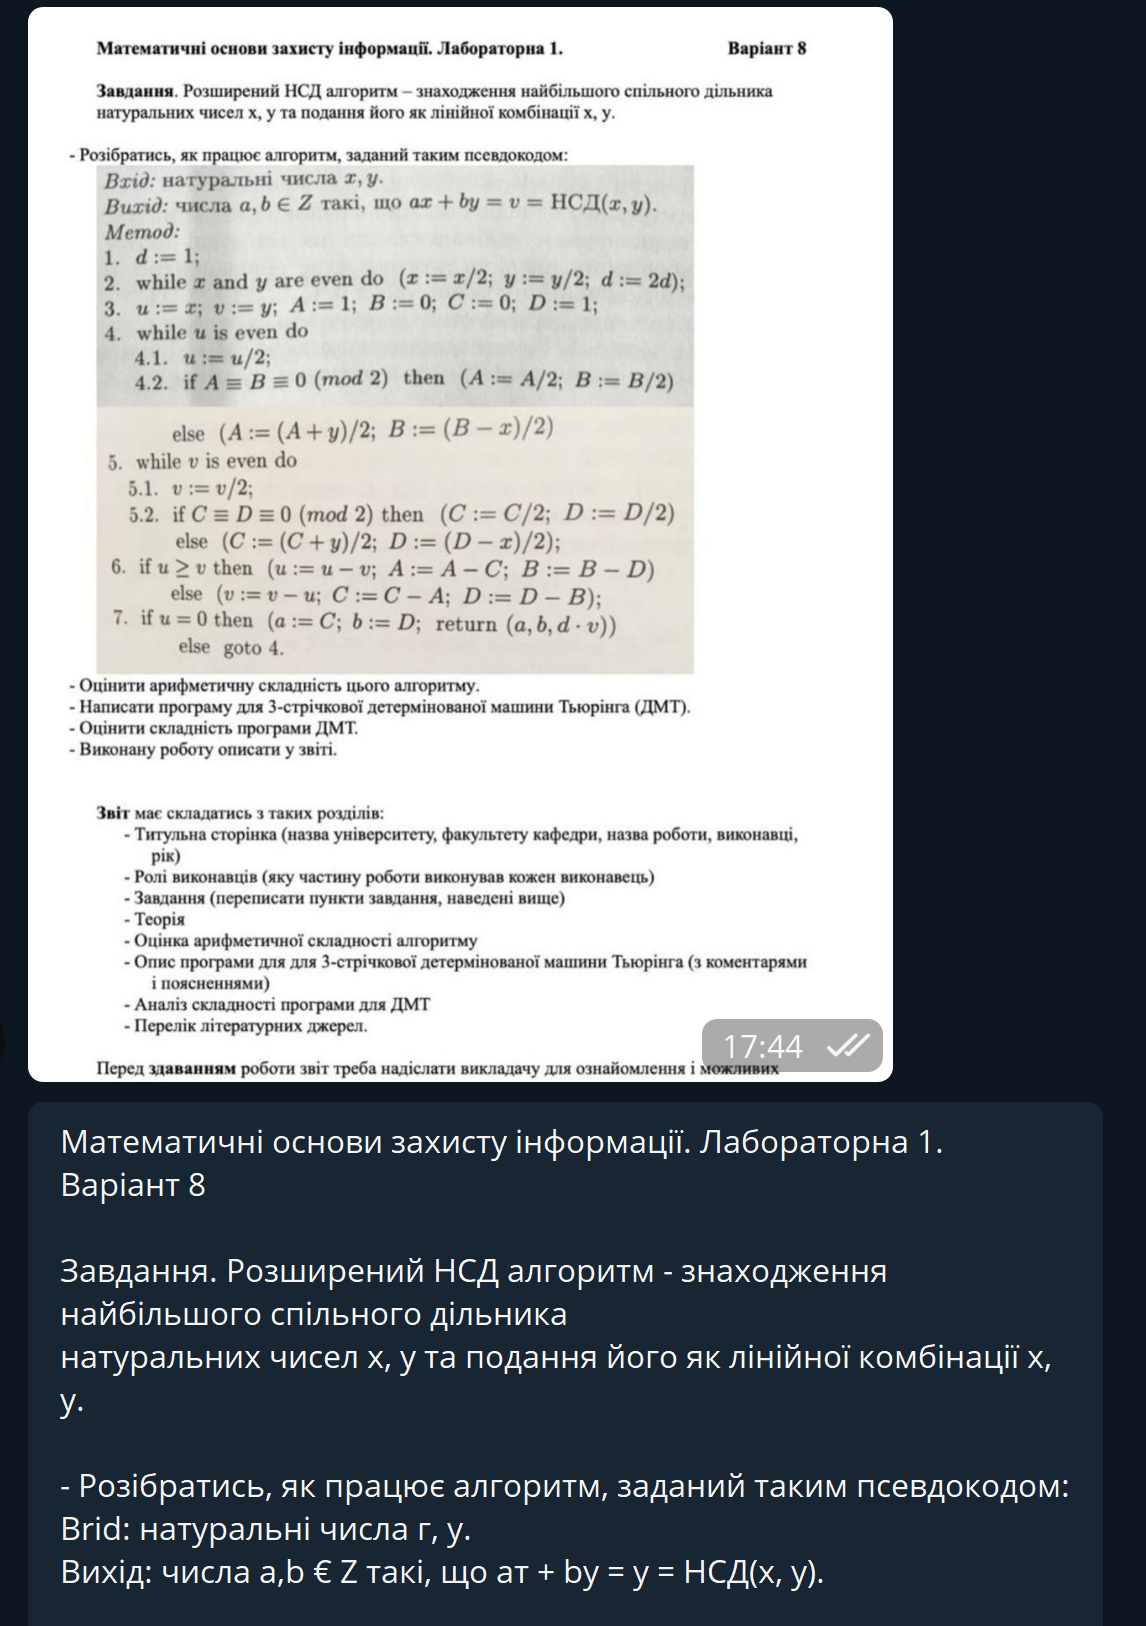 Математичні основи захисту інформації. Лабораторна 1. Варіант 8
Завдання. Розширений НСД алгоритм – знаходження найбільшого спільного дільника
натуральних чисел x, y та подання його як лінійної комбінації x, y.
- Розібратись, як працює алгоритм, заданий таким псевдокодом:
Вхід: натуральні числа x, y.
Вихід: числа a, b ∈ Z такі, що ax + by = v = НСД(x, y).
Метод:
1. d := 1;
2. while x and y are even do (x := x/2; y := y/2; d := 2d);
3. u := x; v := y; A := 1; B := 0; C := 0; D := 1;
4. while u is even do
4.1. u := u/2;
4.2. if A ≡ B ≡ 0 (mod 2) then (A := A/2; B := B/2)
else (A := (A + y)/2; B := (B − x)/2)
5. while v is even do
5.1. v := v/2;
5.2. if C ≡ D ≡ 0 (mod 2) then (C := C/2; D := D/2)
else (C := (C + y)/2; D := (D − x)/2);
6. if u ≥ v then (u := u − v; A := A − C; B := B − D)
else (v := v − u; C := C − A; D := D − B);
7. if u = 0 then (a := C; b := D; return (a, b, d · v))
else goto 4.
- Оцінити арифметичну складність цього алгоритму.
- Написати програму для 3-стрічкової детермінованої машини Тьюрінга (ДМТ).
- Оцінити складність програми ДМТ.
- Виконану роботу описати у звіті.
Звіт має складатись з таких розділів:
- Титульна сторінка (назва університету, факультету кафедри, назва роботи, виконавці,
рік)
- Ролі виконавців (яку частину роботи виконував кожен виконавець)
- Завдання (переписати пункти завдання, наведені вище)
- Теорія
- Оцінка арифметичної складності алгоритму
- Опис програми для для 3-стрічкової детермінованої машини Тьюрінга (з коментарями
і поясненнями)
- Аналіз складності програми для ДМТ
- Перелік літературних джерел.
17:44
Перед здаванням роботи звіт треба надіслати викладачу для ознайомлення і можливих
Математичні основи захисту інформації. Лабораторна 1.
Варіант 8
Завдання. Розширений НСД алгоритм - знаходження
найбільшого спільного дільника
натуральних чисел х, у та подання його як лінійної комбінації х,
у.
- Розібратись, як працює алгоритм, заданий таким псевдокодом:
Brid: натуральні числа г, у.
Вихід: числа a,b € Z такі, що ат + by = у = НСД(х, у).